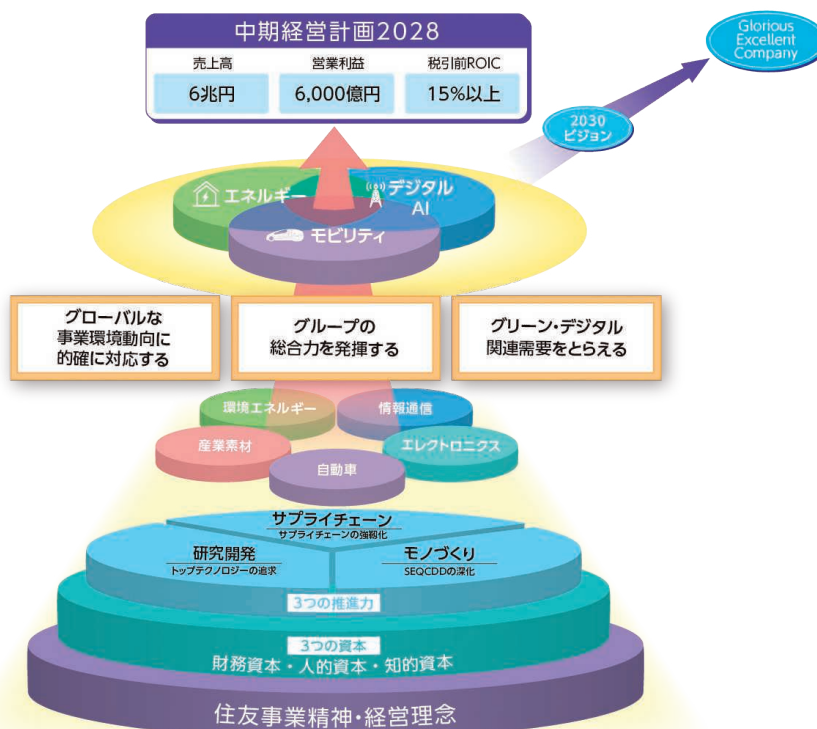 Glorious
Excellent
Company
中期経営計画2028
売上高
営業利益
税引前ROIC
6兆円
6,000億円
15%以上
2030
ビジョン
エネルギー
デジタル
AI
モビリティ
グローバルな
事業環境動向に
的確に対応する
グループの
総合力を発揮する
グリーン・デジタル
関連需要をとらえる
環境エネルギー
情報通信
産業素材
エレクトロニクス
自動車
サプライチェーン
サプライチェーンの強靱化
研究開発
トップテクノロジーの追求
モノづくり
SEQCDDの深化
3つの推進力
3つの資本
財務資本・人的資本・知的資本
住友事業精神・経営理念